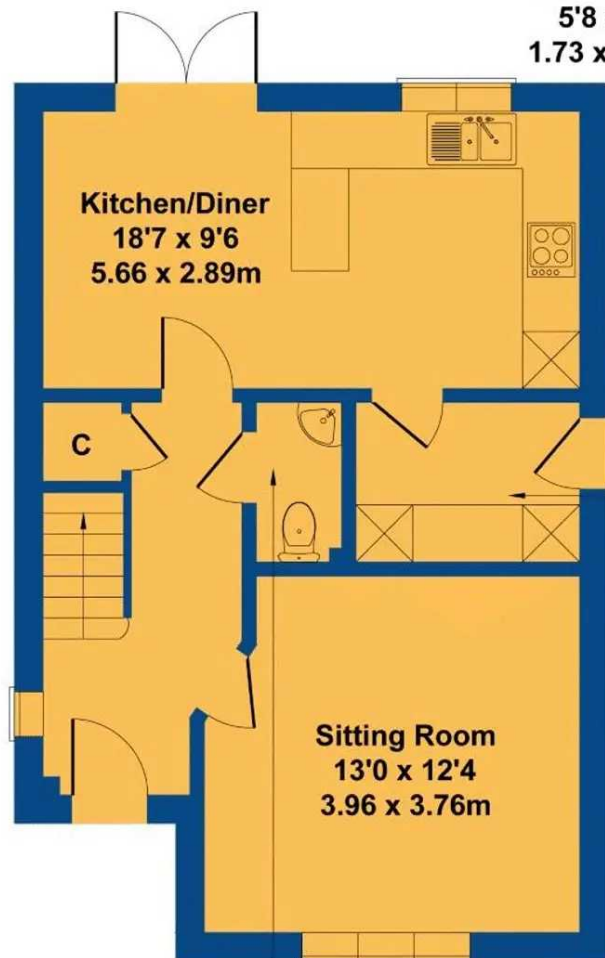 5'8
1.73 x
Kitchen/Diner
18'7 x 9'6
5.66 x 2.89m
C
Sitting Room
13'0 x 12'4
3.96 x 3.76m